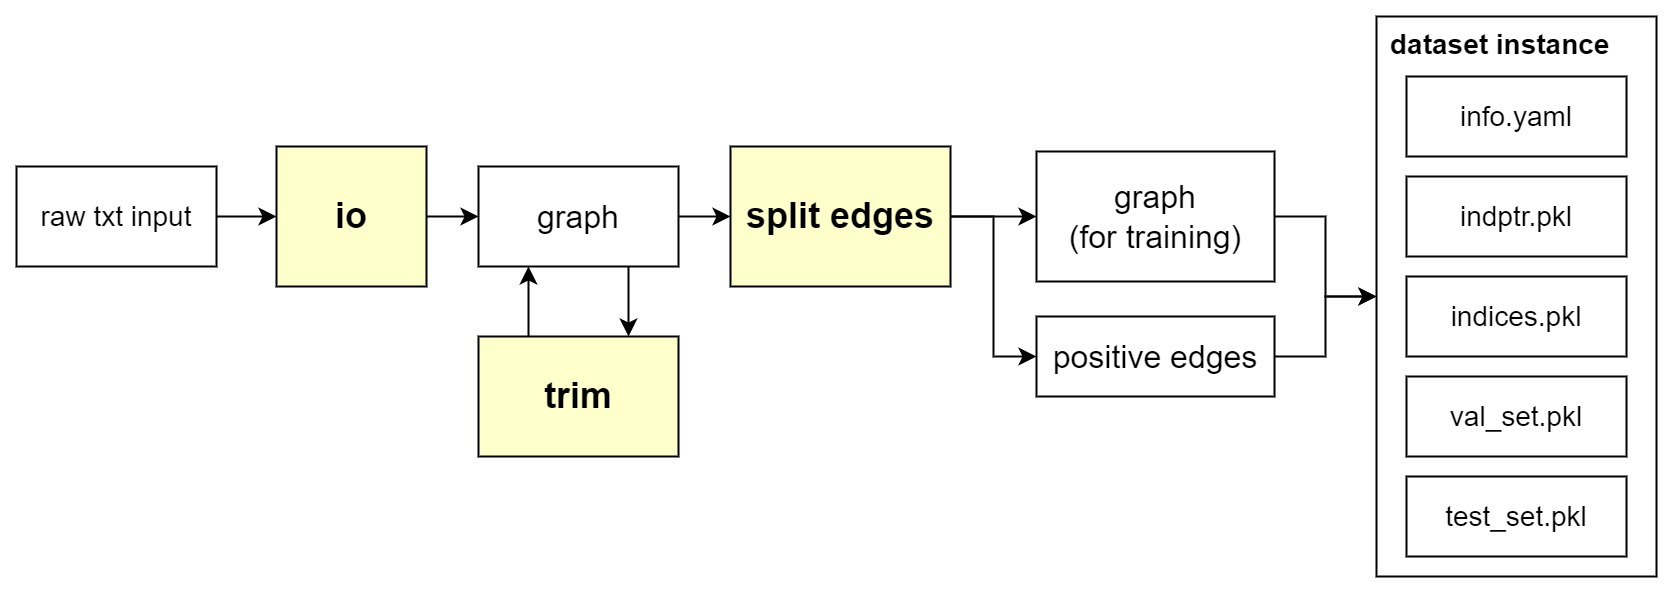 raw txt input
io
graph
trim
split edges
graph
(for training)
positive edges
dataset instance
info.yaml
indptr.pkl
indices.pkl
val_set.pkl
test_set.pkl